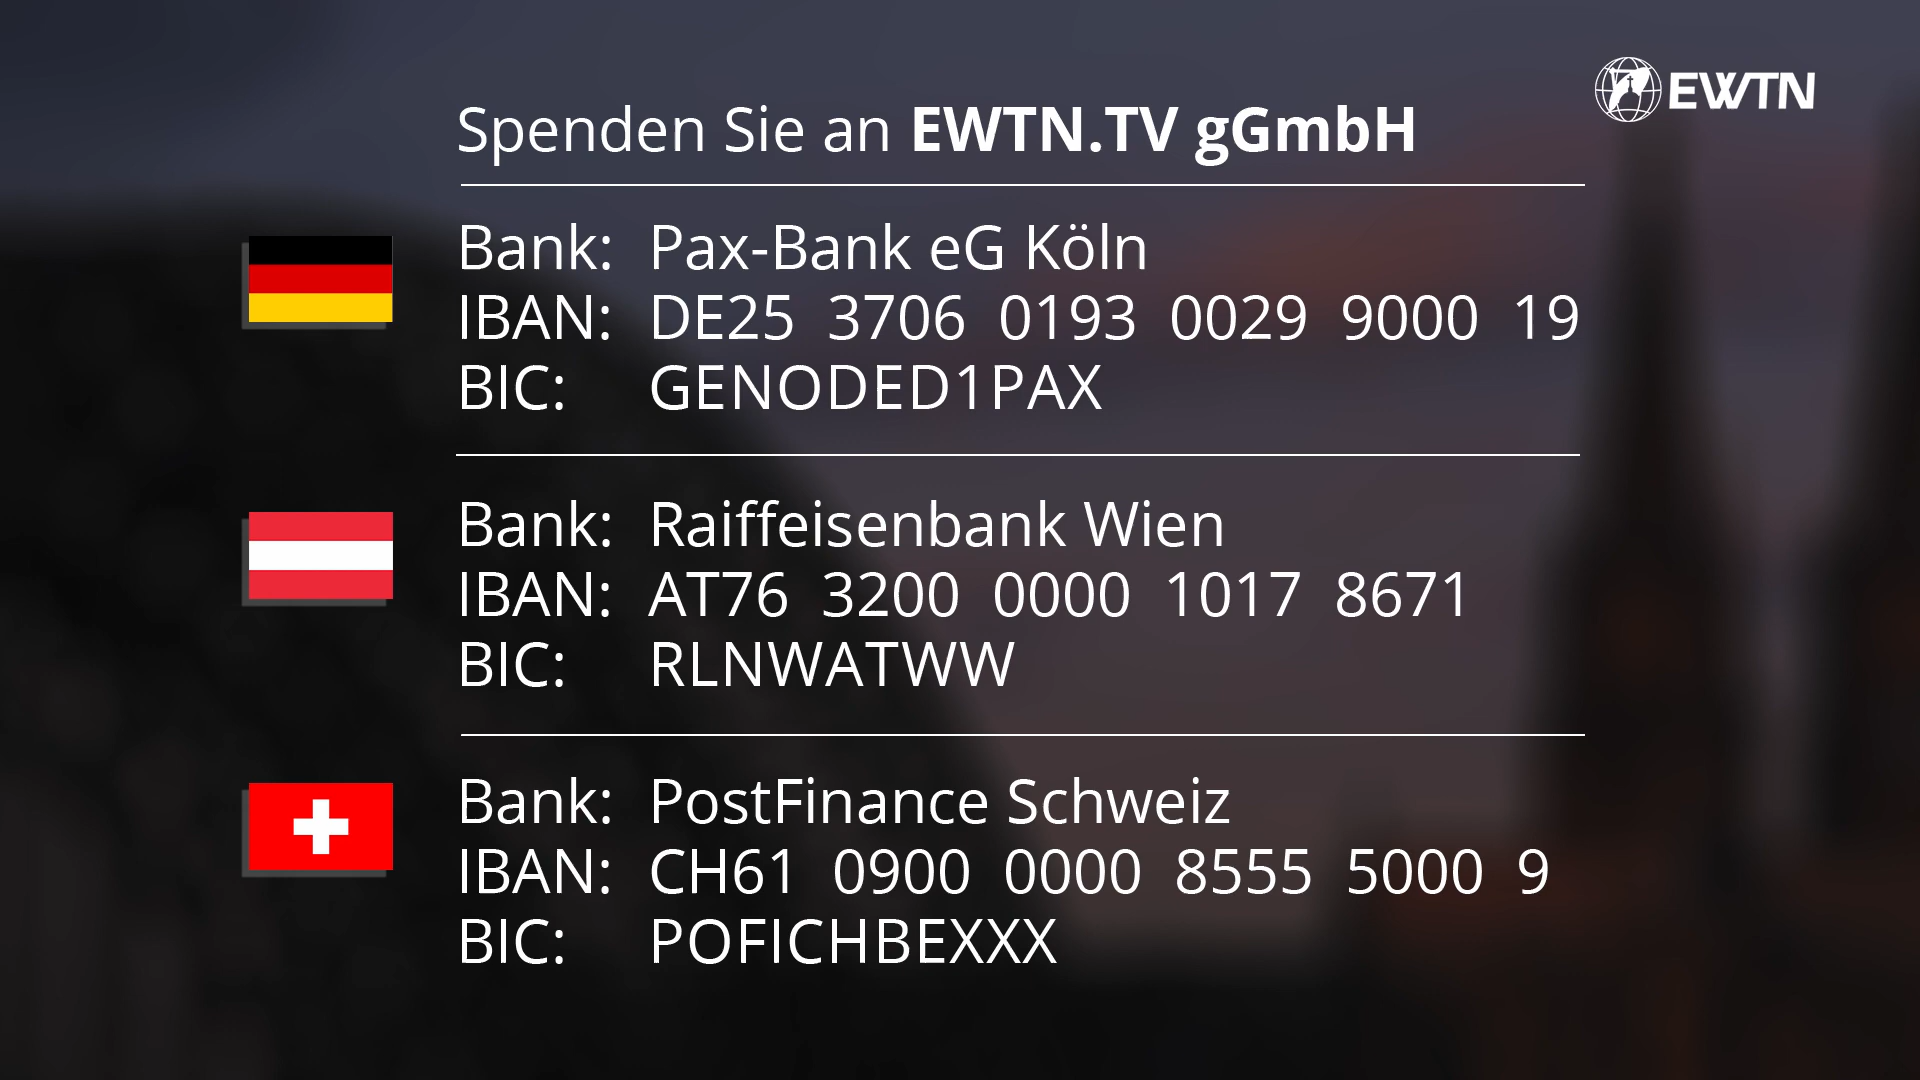 EWTN
Spenden Sie an EWTN.TV gGmbH
Bank: Pax-Bank eG Köln
IBAN: DE25 3706 0193 0029 9000 19
BIC: GENODED1PAX
Bank: Raiffeisenbank Wien
IBAN: AT76 3200 0000 1017 8671
BIC: RLNWATWW
Bank: PostFinance Schweiz
IBAN: CH61 0900 0000 8555 5000 9
BIC: POFICHBEXXX